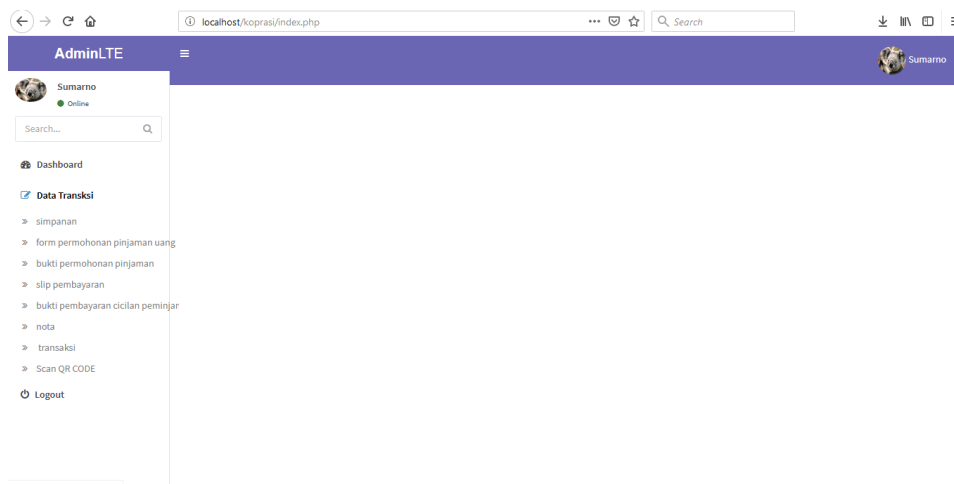 localhost/koprasi/index.php
Search
AdminLTE
Sumarno
Sumarno
Online
Search...
Dashboard
Data Transksi
simpanan
form permohonan pinjaman uang
bukti permohonan pinjaman
slip pembayaran
bukti pembayaran cicilan peminjar
nota
transaksi
Scan QR CODE
Logout